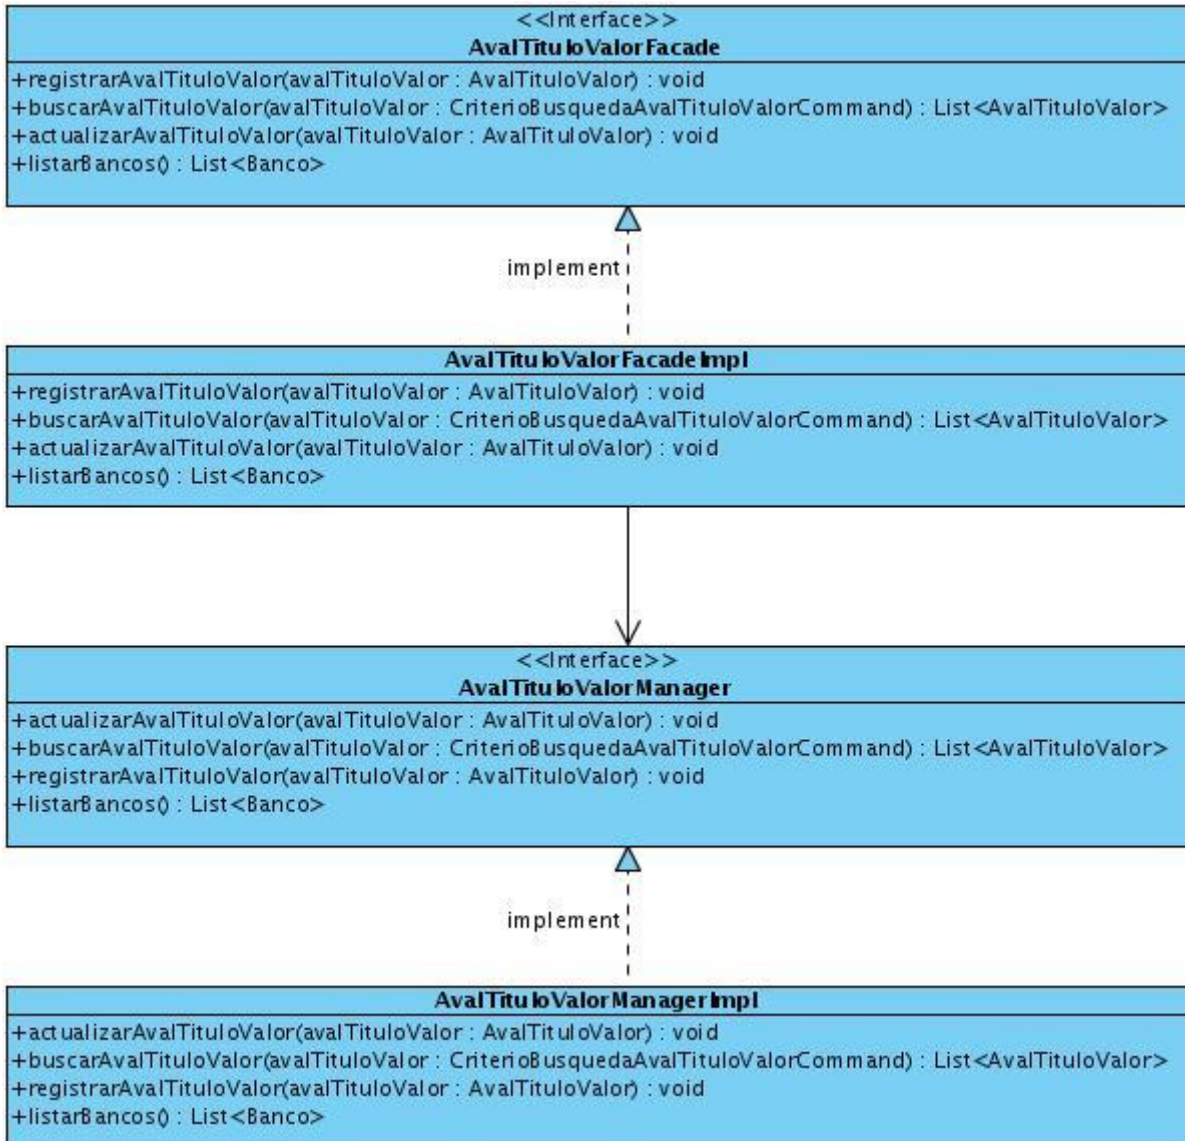 <<Interface>>
AvalTituloValorFacade
+registrarAvalTituloValor(avalTituloValor : AvalTituloValor) : void
+buscarAvalTituloValor(avalTituloValor : CriterioBusquedaAvalTituloValorCommand) : List<AvalTituloValor>
+actualizarAvalTituloValor(avalTituloValor : AvalTituloValor) : void
+listarBancos() : List<Banco>
implement
AvalTituloValorFacadeImpl
+registrarAvalTituloValor(avalTituloValor : AvalTituloValor) : void
+buscarAvalTituloValor(avalTituloValor : CriterioBusquedaAvalTituloValorCommand) : List<AvalTituloValor>
+actualizarAvalTituloValor(avalTituloValor : AvalTituloValor) : void
+listarBancos() : List<Banco>
<<Interface>>
AvalTituloValorManager
+actualizarAvalTituloValor(avalTituloValor : AvalTituloValor) : void
+buscarAvalTituloValor(avalTituloValor : CriterioBusquedaAvalTituloValorCommand) : List<AvalTituloValor>
+registrarAvalTituloValor(avalTituloValor : AvalTituloValor) : void
+listarBancos() : List<Banco>
implement
AvalTituloValorManagerImpl
+actualizarAvalTituloValor(avalTituloValor : AvalTituloValor) : void
+buscarAvalTituloValor(avalTituloValor : CriterioBusquedaAvalTituloValorCommand) : List<AvalTituloValor>
+registrarAvalTituloValor(avalTituloValor : AvalTituloValor) : void
+listarBancos() : List<Banco>